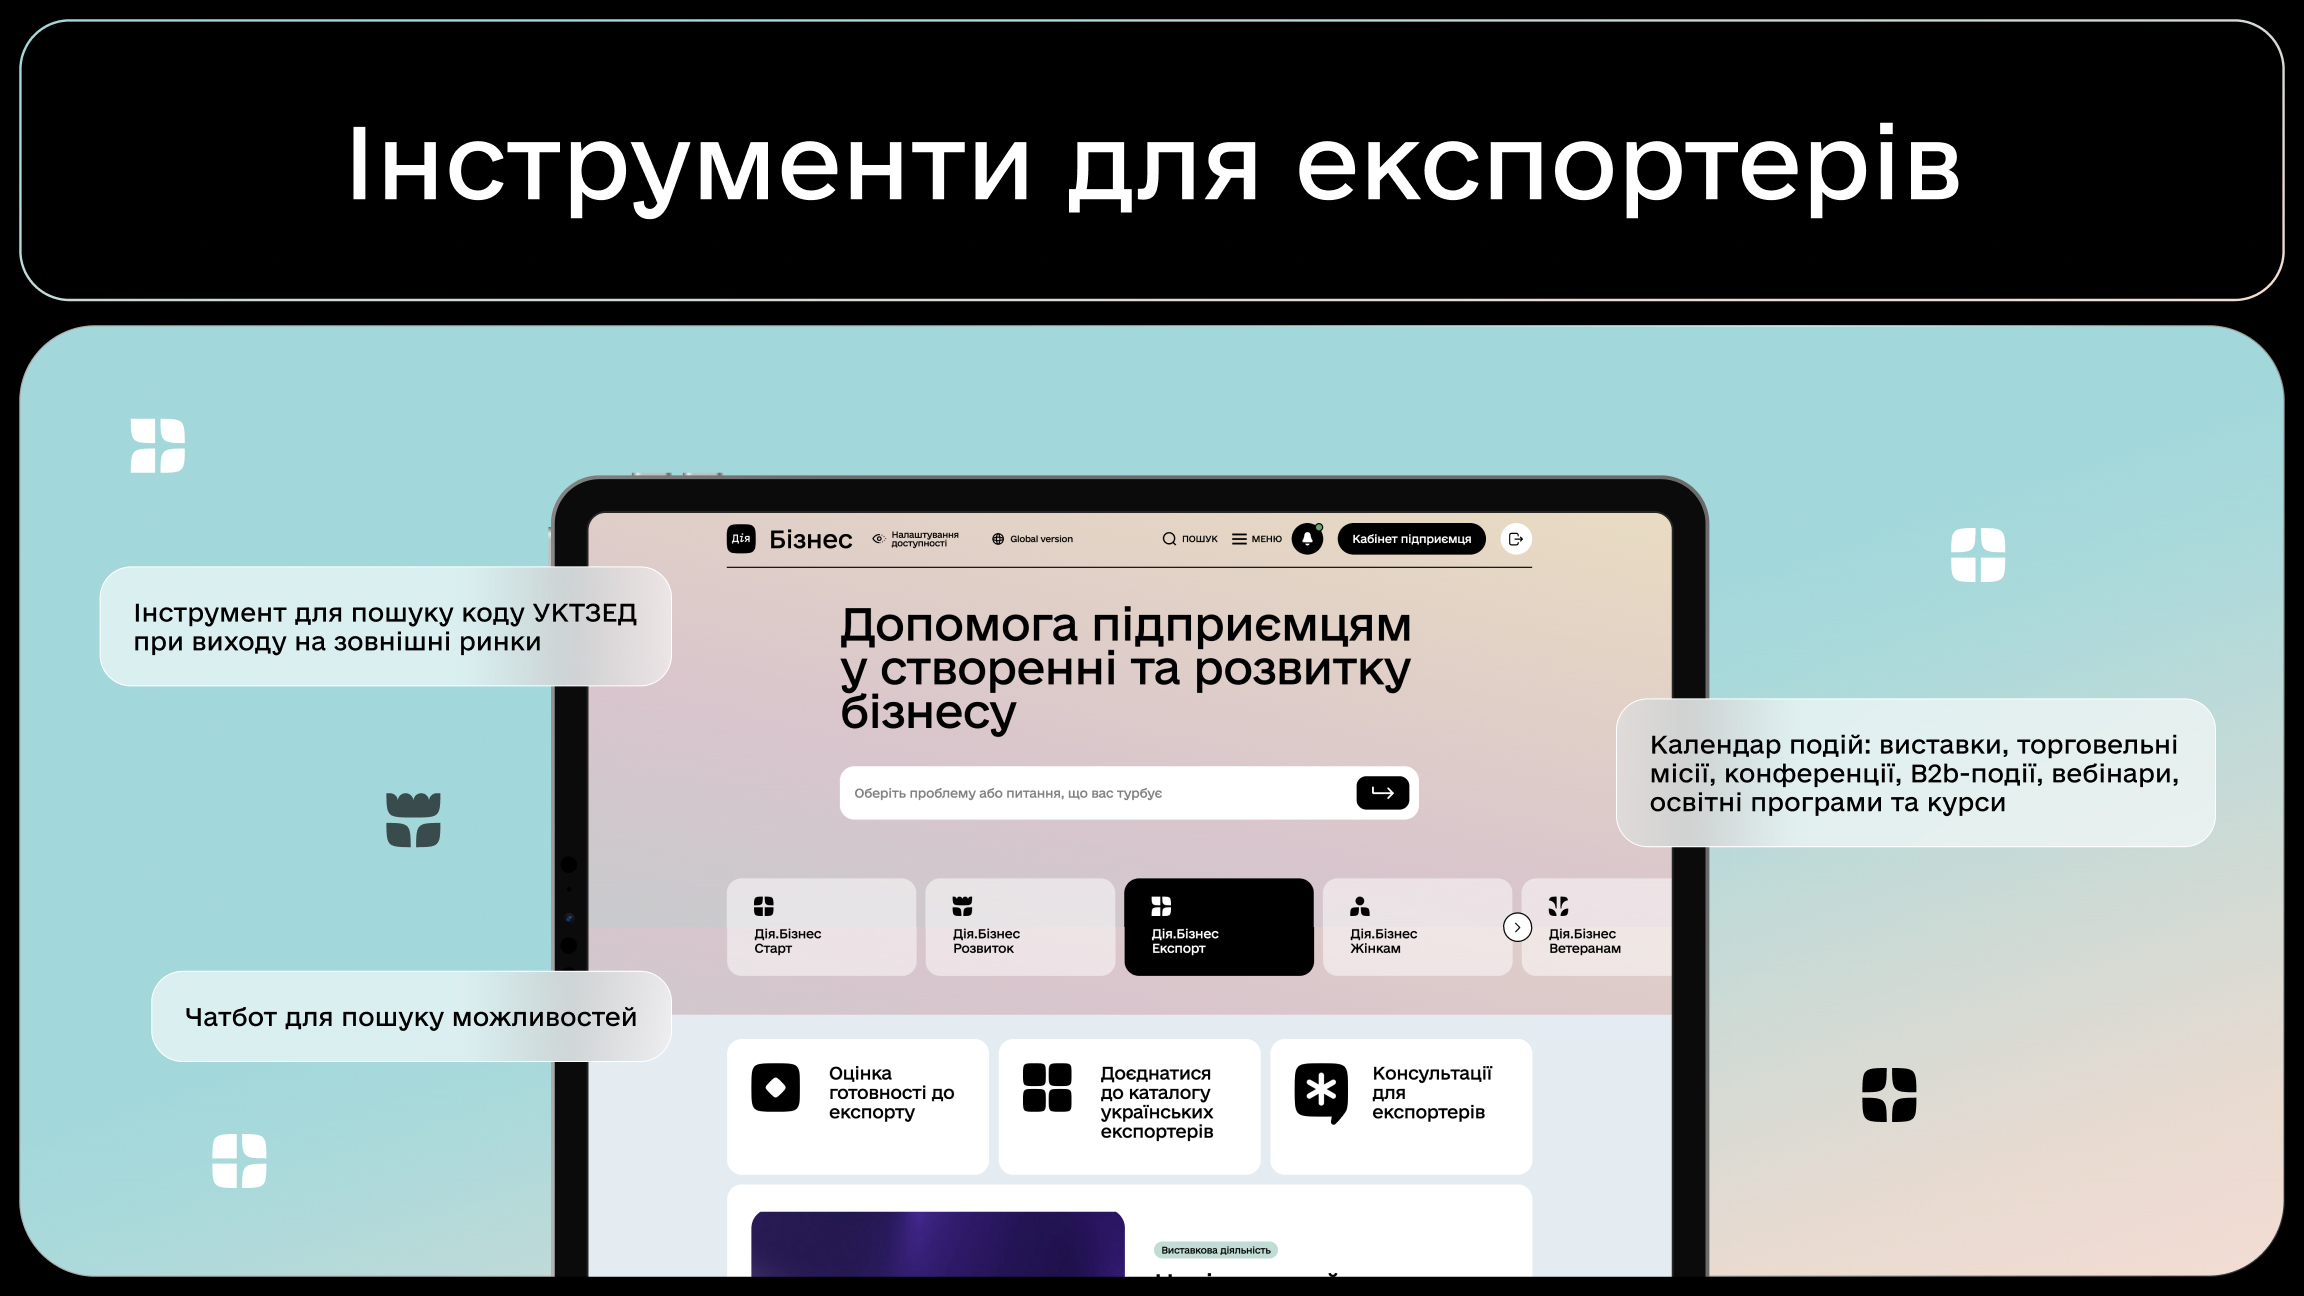 Інструменти для експортерів
Дія
Бізнес
Налаштування
доступності
Global version
ПОШУК
МЕНЮ
Кабінет підприємця
Інструмент для пошуку коду УКТЗЕД
при виході на зовнішні ринки
Допомога підприємцям
у створенні та розвитку
бізнесу
Календар подій: виставки, торговельні
місії, конференції, B2b-події, вебінари,
освітні програми та курси
Оберіть проблему або питання, що вас турбує
Дія.Бізнес
Старт
Дія.Бізнес
Розвиток
Дія.Бізнес
Експорт
Дія.Бізнес
Жінкам
Дія.Бізнес
Ветеранам
Чатбот для пошуку можливостей
Оцінка
готовності до
експорту
Доєднатися
до каталогу
українських
експортерів
Консультації
для
експортерів
Виставкова діяльність